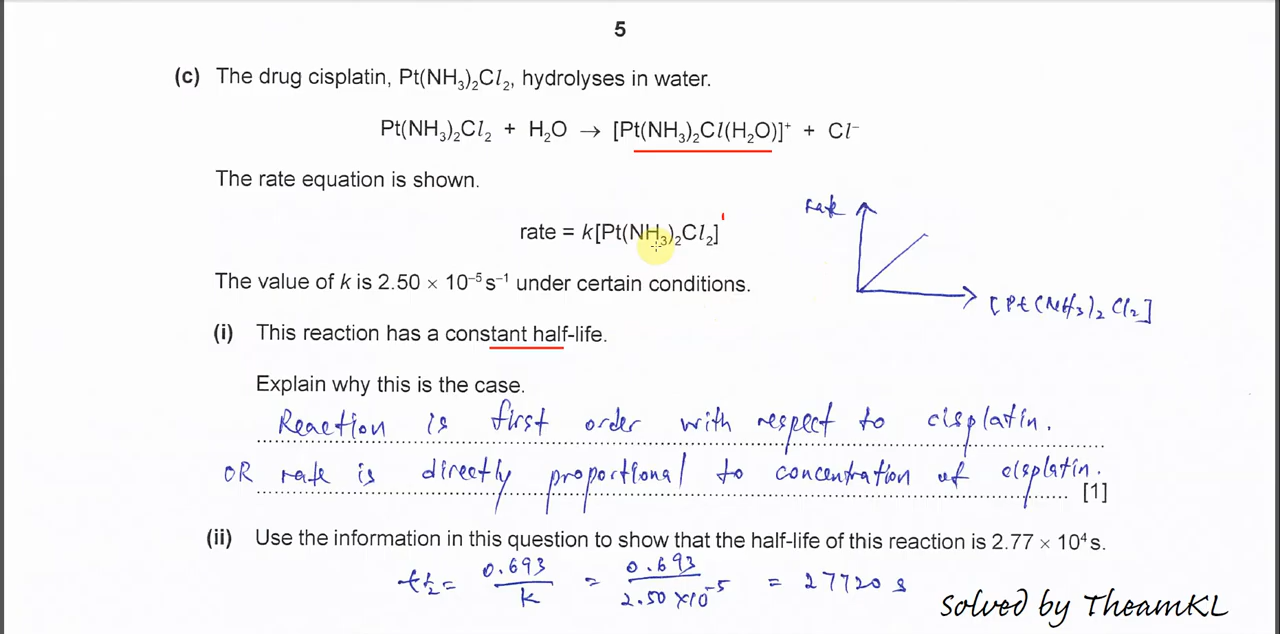 5
(c) The drug cisplatin, Pt(NH₃)₂Cl₂, hydrolyses in water.
Pt(NH₃)₂Cl₂ + H₂O → [Pt(NH₃)₂Cl(H₂O)]⁺ + Cl⁻
The rate equation is shown.
rate
rate = k[Pt(NH₃)₂Cl₂]¹
The value of k is 2.50 × 10⁻⁵ s⁻¹ under certain conditions.
[Pt(NH₃)₂Cl₂]
(i) This reaction has a constant half-life.
Explain why this is the case.
Reaction is first order with respect to cisplatin.
OR rate is directly proportional to concentration of cisplatin.
[1]
(ii) Use the information in this question to show that the half-life of this reaction is 2.77 × 10⁴ s.
t½ = 0.693/k = 0.693/2.50 × 10⁻⁵ = 27720 s
Solved by TheamKL